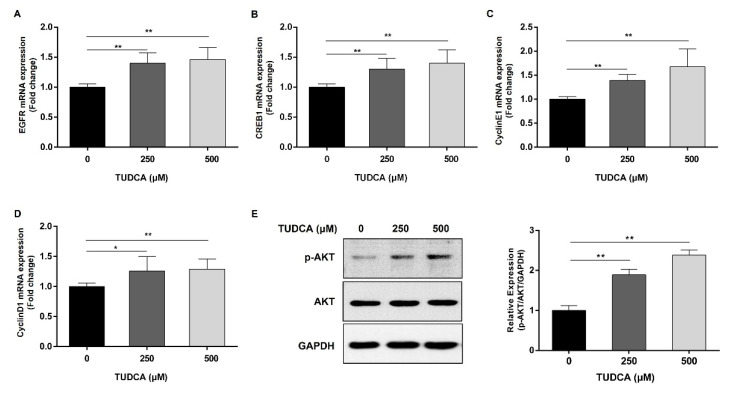 A
EGFR mRNA expression
(Fold change)
2.0
1.5
1.0
0.5
0.0
**
**
0
250
500
TUDCA (μM)
B
CREB1 mRNA expression
(Fold change)
2.0
1.5
1.0
0.5
0.0
**
**
0
250
500
TUDCA (μM)
C
CyclinE1 mRNA expression
(Fold change)
2.5
2.0
1.5
1.0
0.5
0.0
**
**
0
250
500
TUDCA (μM)
D
CyclinD1 mRNA expression
(Fold change)
2.0
1.5
1.0
0.5
0.0
*
**
0
250
500
TUDCA (μM)
E
TUDCA (μM) 0 250 500
p-AKT
AKT
GAPDH
Relative Expression
(p-AKT/AKT/GAPDH)
3
2
1
0
**
**
0
250
500
TUDCA (μM)